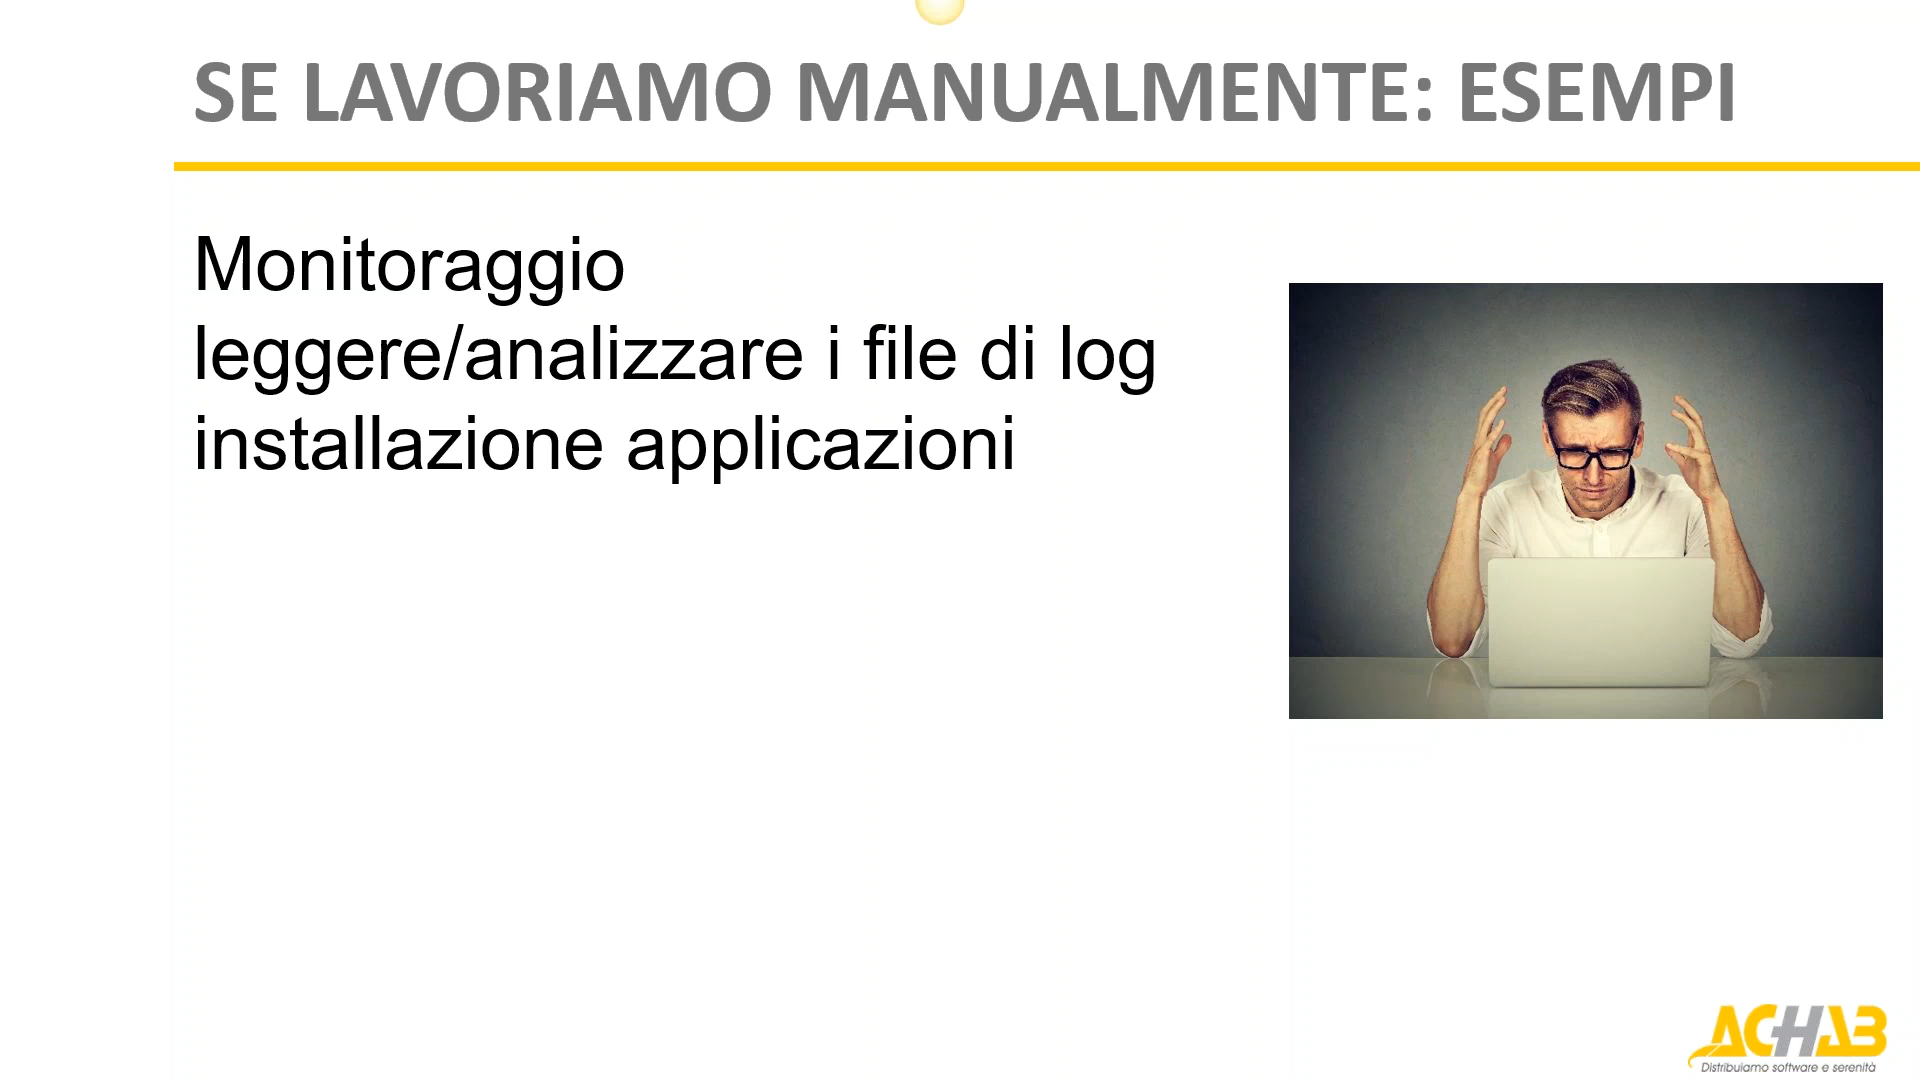 SE LAVORIAMO MANUALMENTE: ESEMPI
Monitoraggio
leggere/analizzare i file di log
installazione applicazioni
ACHAB
Distribuiamo software e serenità